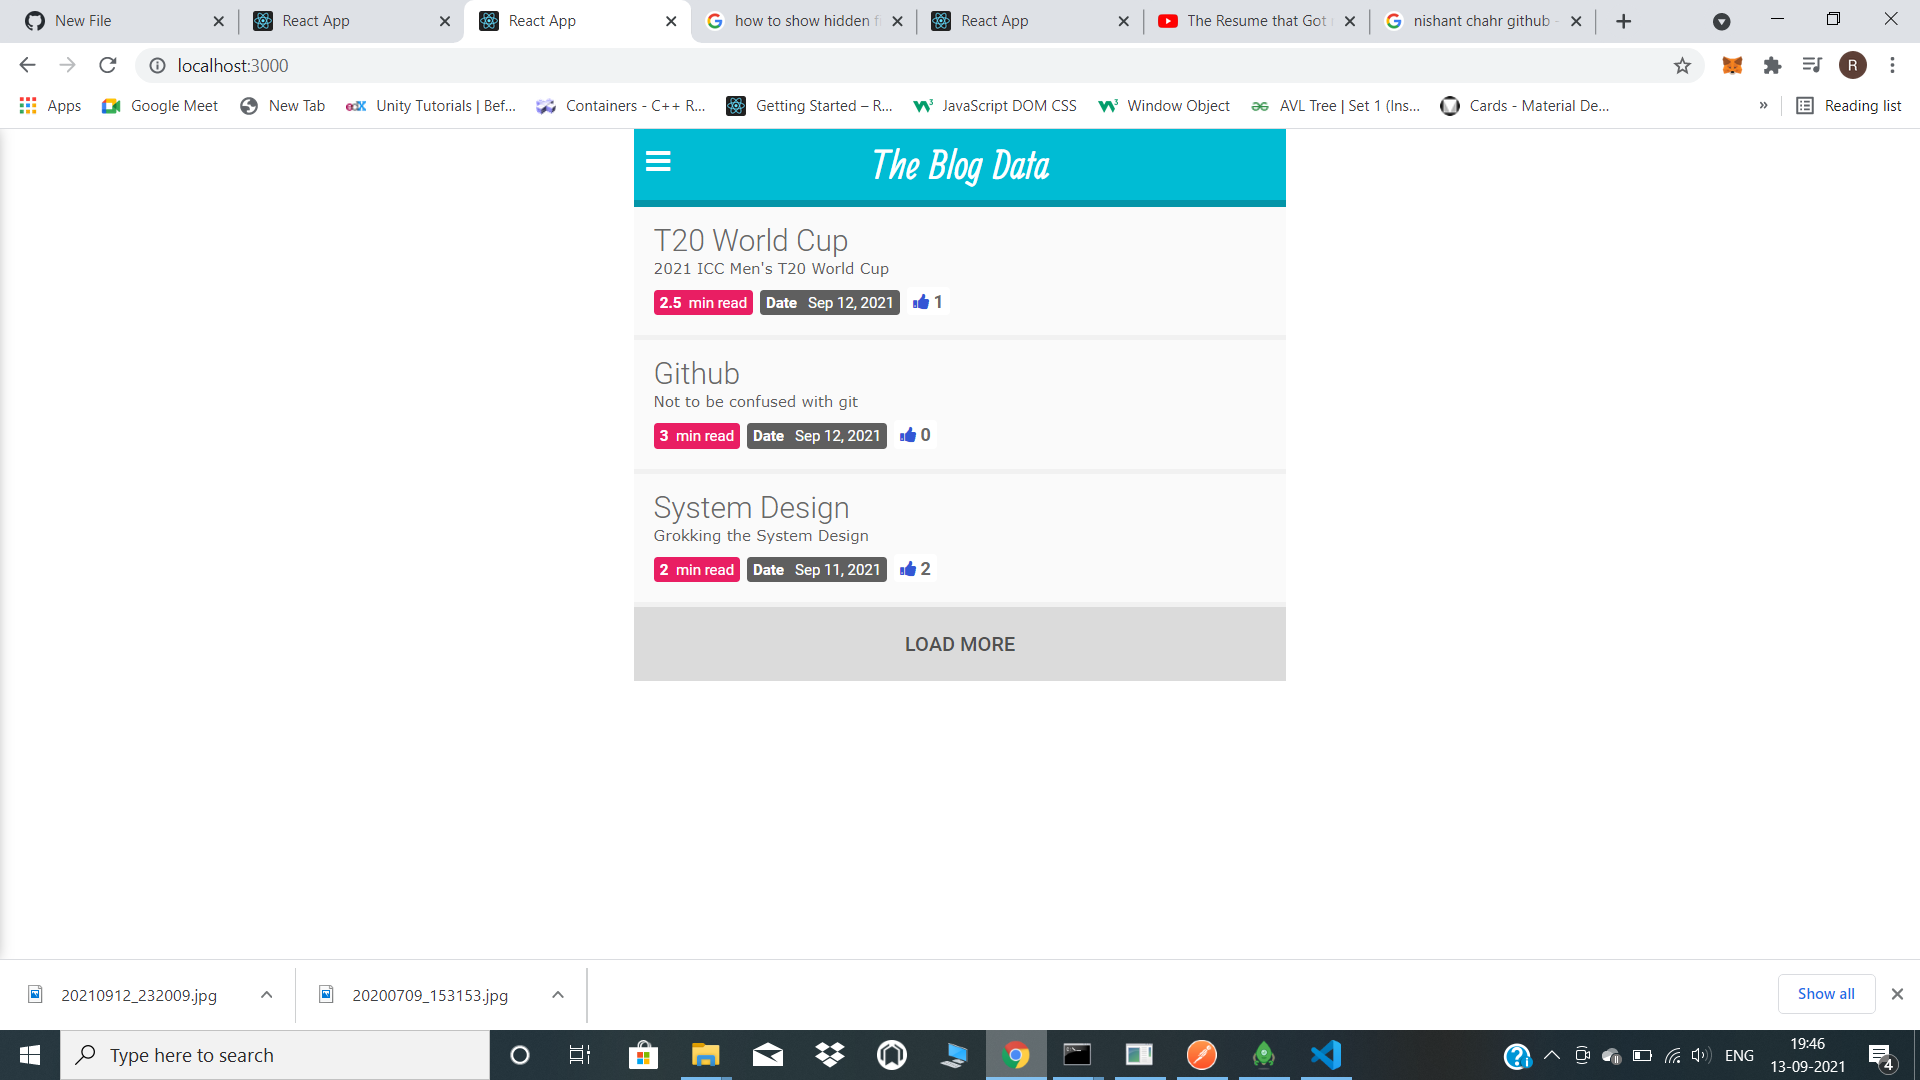 New File
React App
React App
how to show hidden fi
React App
The Resume that Got
nishant chahr github -
localhost:3000
R
Apps
Google Meet
New Tab
Unity Tutorials | Bef...
Containers - C++ R...
Getting Started – R...
JavaScript DOM CSS
Window Object
AVL Tree | Set 1 (Ins...
Cards - Material De...
»
Reading list
The Blog Data
T20 World Cup
2021 ICC Men's T20 World Cup
2.5 min read Date Sep 12, 2021 1
Github
Not to be confused with git
3 min read Date Sep 12, 2021 0
System Design
Grokking the System Design
2 min read Date Sep 11, 2021 2
LOAD MORE
20210912_232009.jpg
20200709_153153.jpg
Show all
Type here to search
ENG
19:46
13-09-2021
4